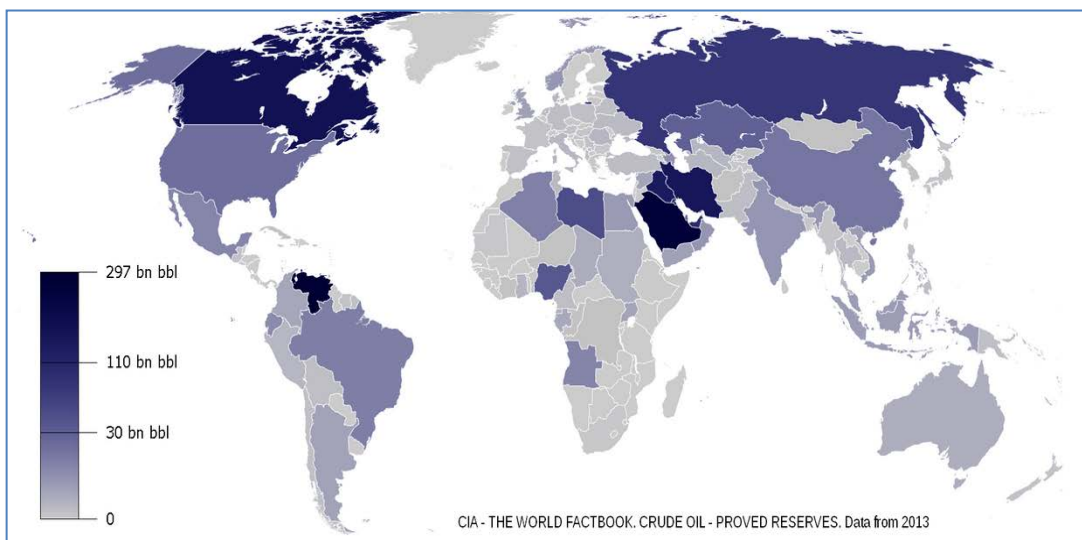 297 bn bbl
110 bn bbl
30 bn bbl
0
CIA - THE WORLD FACTBOOK. CRUDE OIL - PROVED RESERVES. Data from 2013